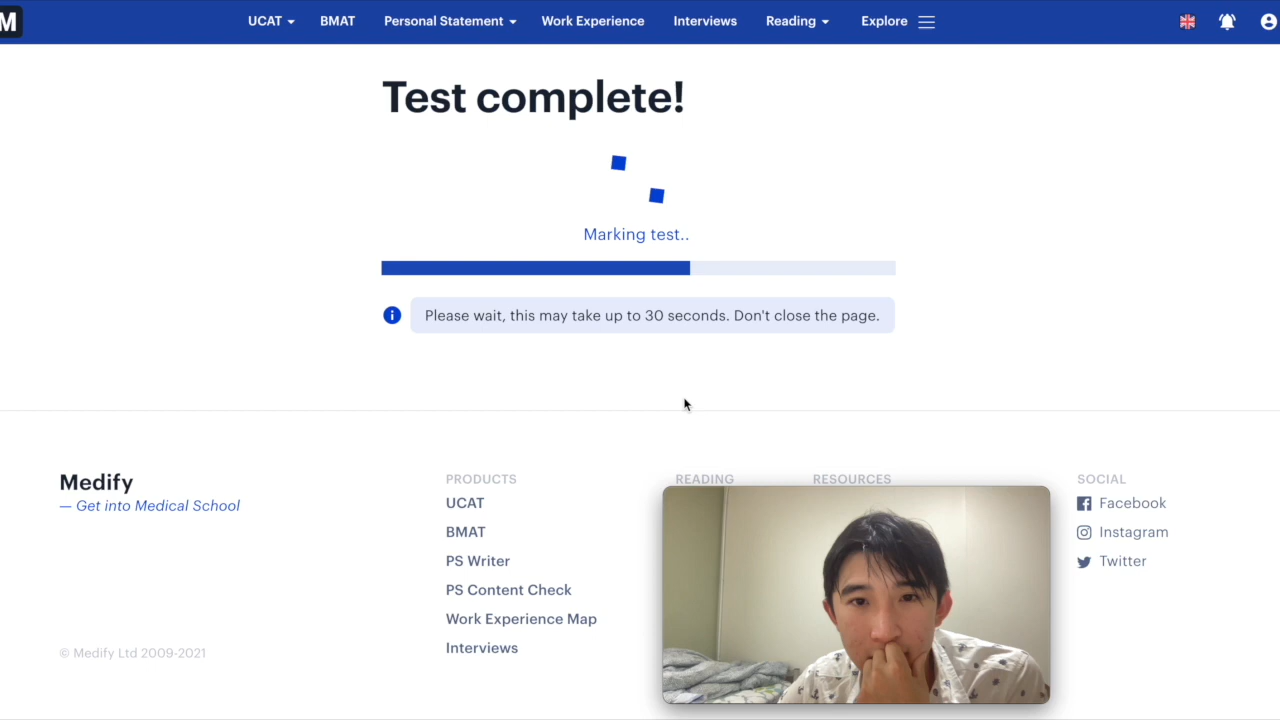 M
UCAT
BMAT
Personal Statement
Work Experience
Interviews
Reading
Explore
Test complete!
Marking test..
Please wait, this may take up to 30 seconds. Don't close the page.
Medify
— Get into Medical School
© Medify Ltd 2009-2021
PRODUCTS
UCAT
BMAT
PS Writer
PS Content Check
Work Experience Map
Interviews
READING
RESOURCES
SOCIAL
Facebook
Instagram
Twitter